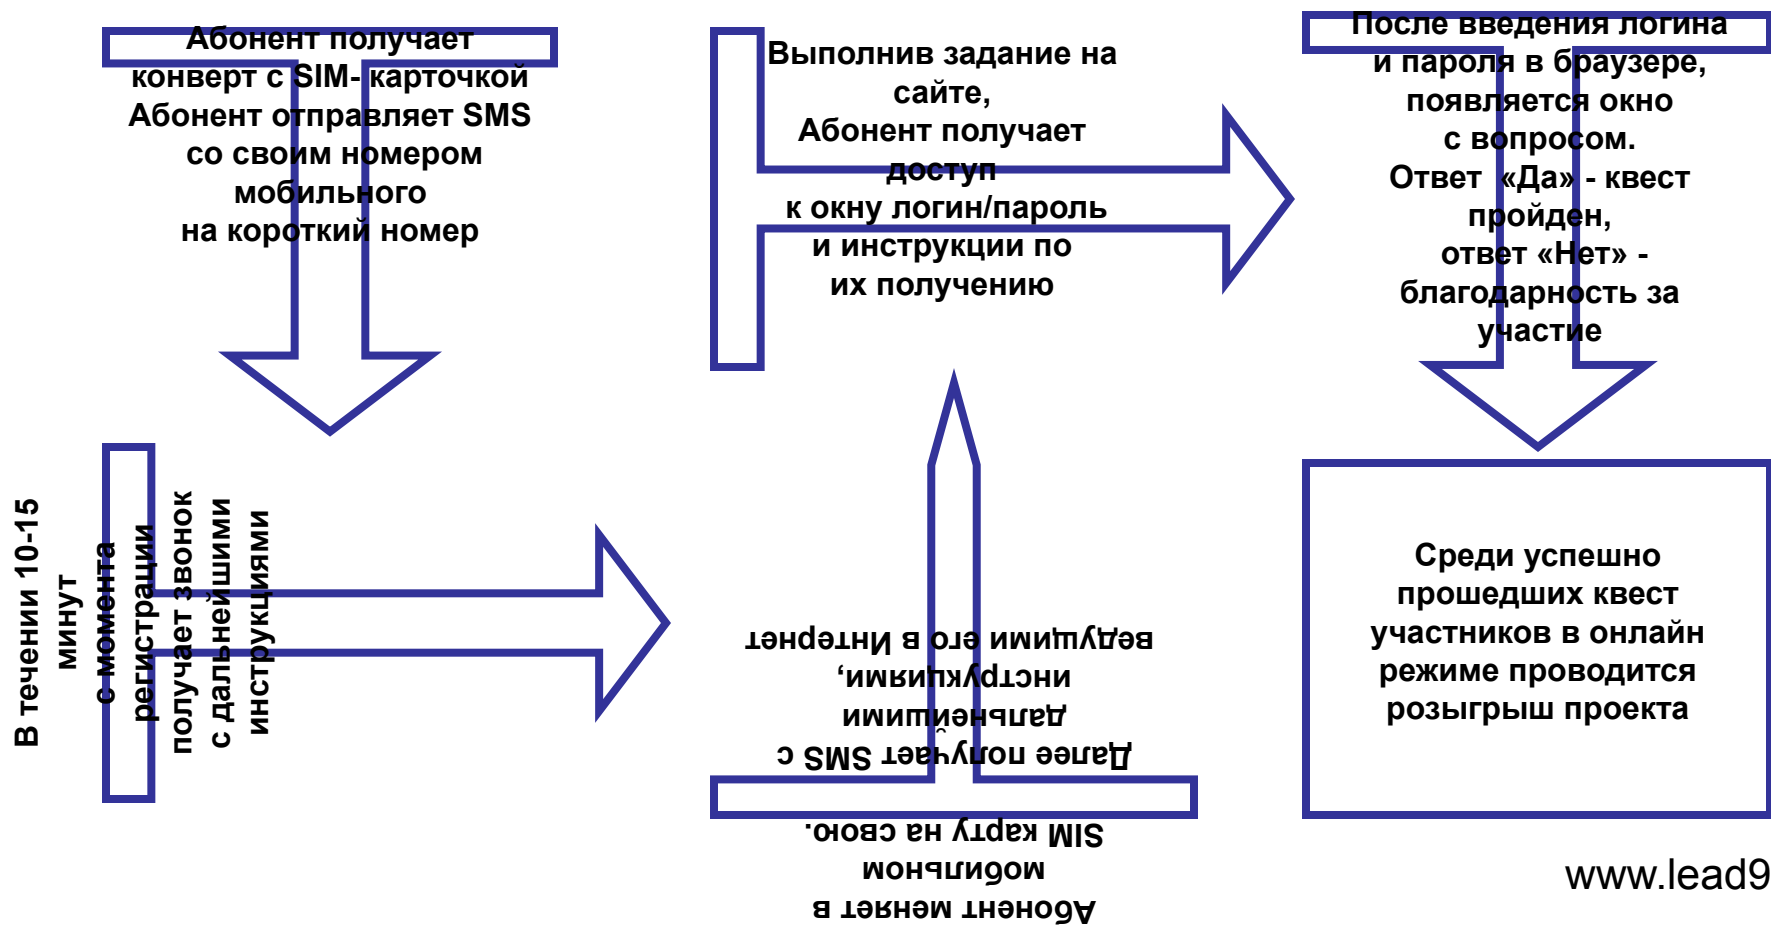 Абонент получает
конверт с SIM- карточкой
Абонент отправляет SMS
со своим номером
мобильного
на короткий номер
В течении 10-15
минут
с момента
регистрации
получает звонок
с дальнейшими
инструкциями
Абонент меняет в
мобильном
SIM карту на свою.
Далее получает SMS с
дальнейшими
инструкциями,
ведущими его в Интернет
Выполнив задание на
сайте,
Абонент получает
доступ
к окну логин/пароль
и инструкции по
их получению
После введения логина
и пароля в браузере,
появляется окно
с вопросом.
Ответ «Да» - квест
пройден,
ответ «Нет» -
благодарность за
участие
Среди успешно
прошедших квест
участников в онлайн
режиме проводится
розыгрыш проекта
www.lead9